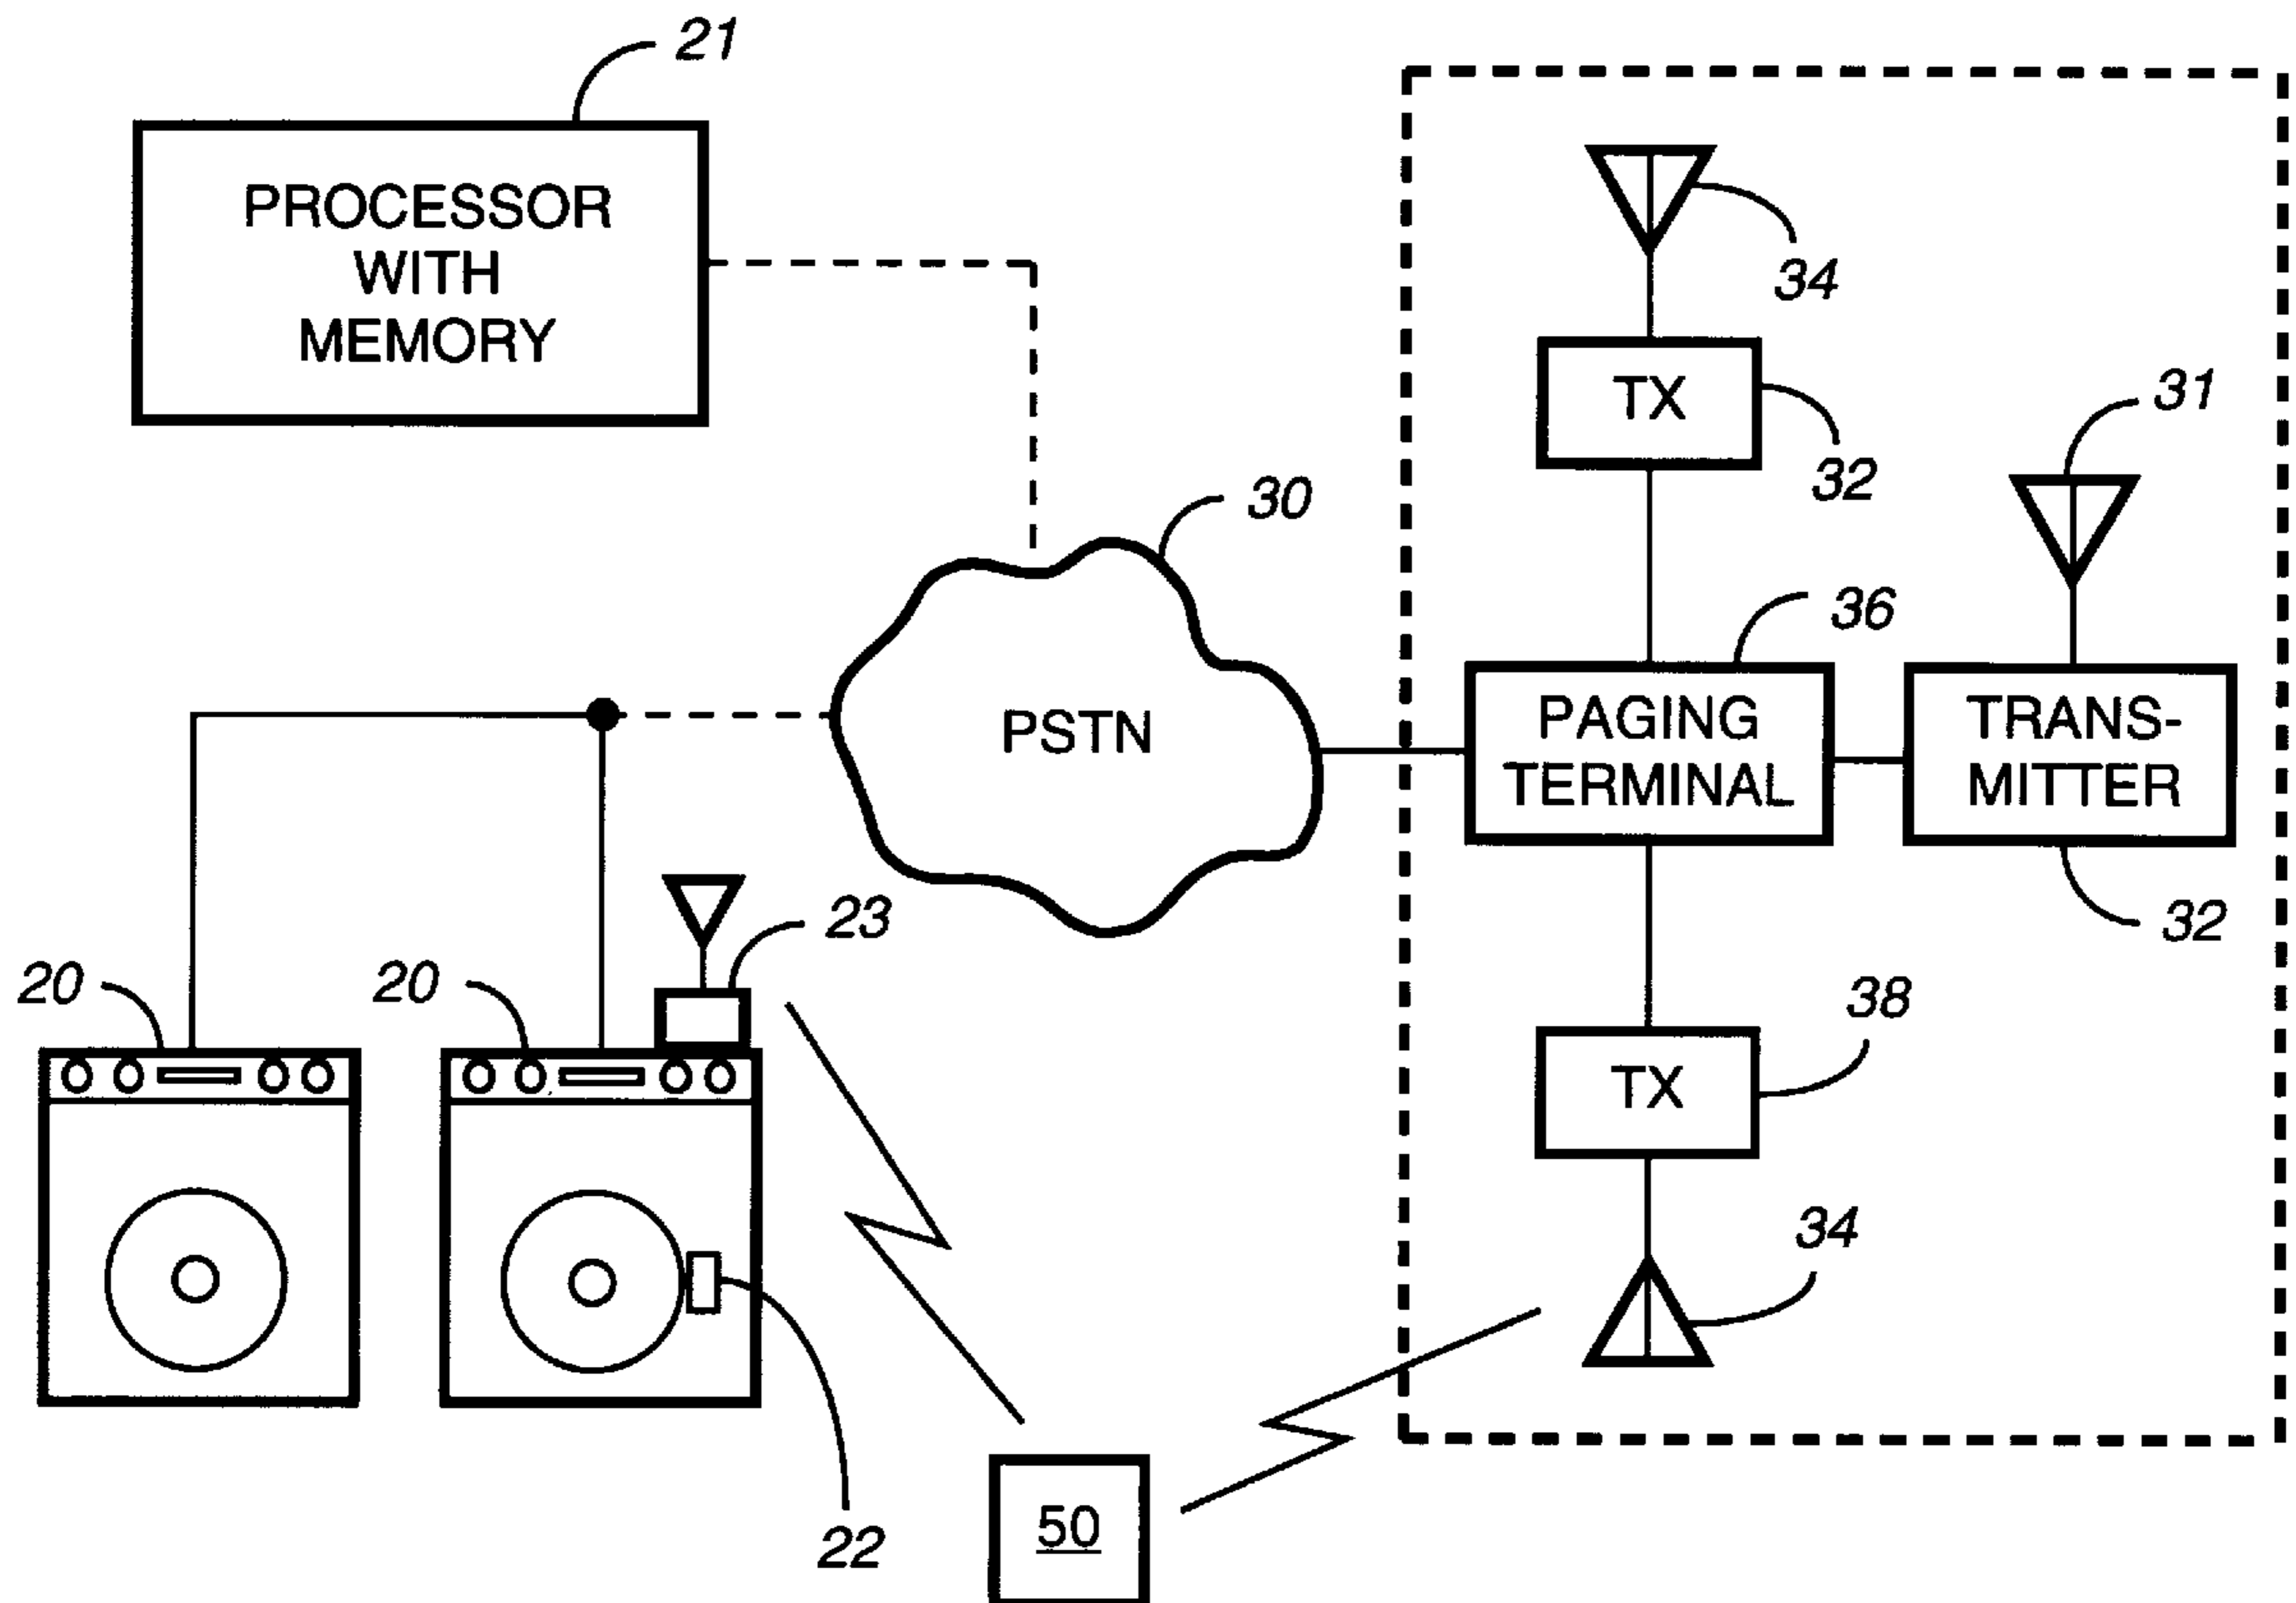 21
PROCESSOR
WITH
MEMORY
34
TX
32
31
30
36
PSTN
PAGING
TERMINAL
TRANS-
MITTER
32
23
20
20
38
TX
34
22
50